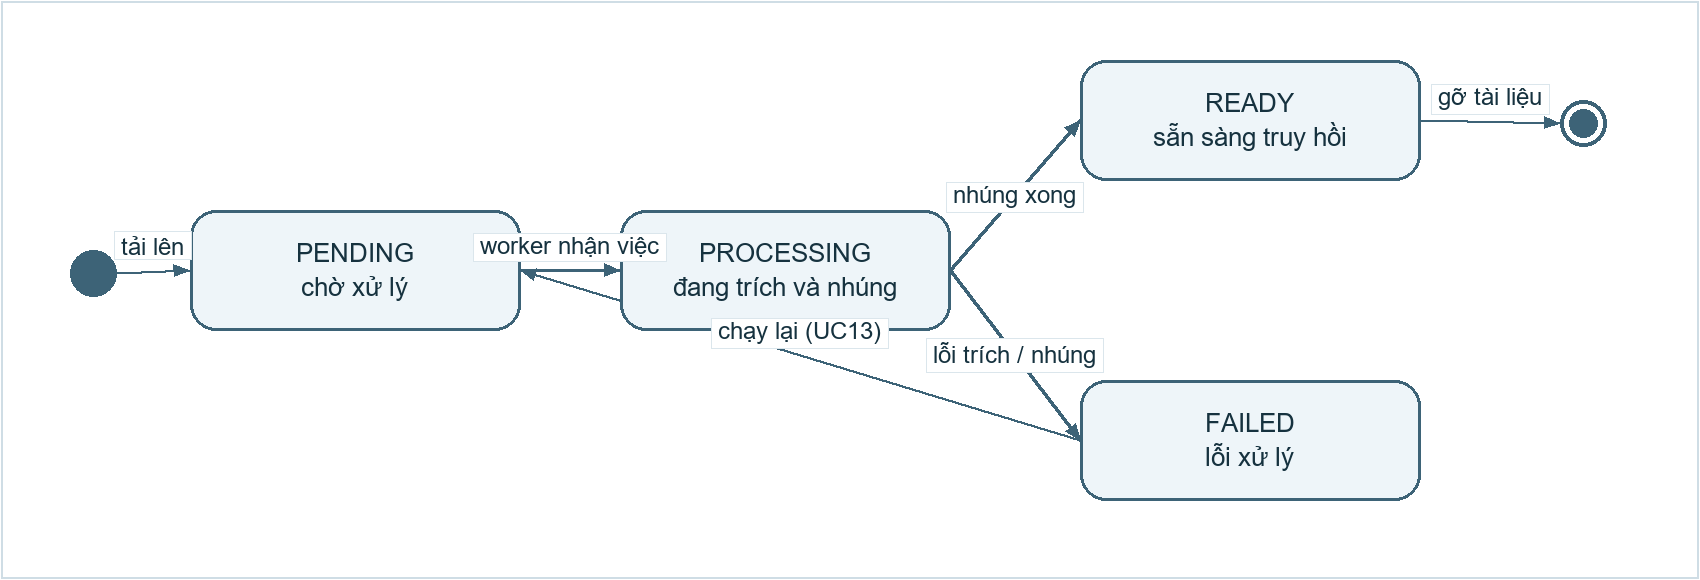 tải lên
PENDING
chờ xử lý
worker nhận việc
PROCESSING
đang trích và nhúng
chạy lại (UC13)
nhúng xong
READY
sẵn sàng truy hồi
gỡ tài liệu
lỗi trích / nhúng
FAILED
lỗi xử lý